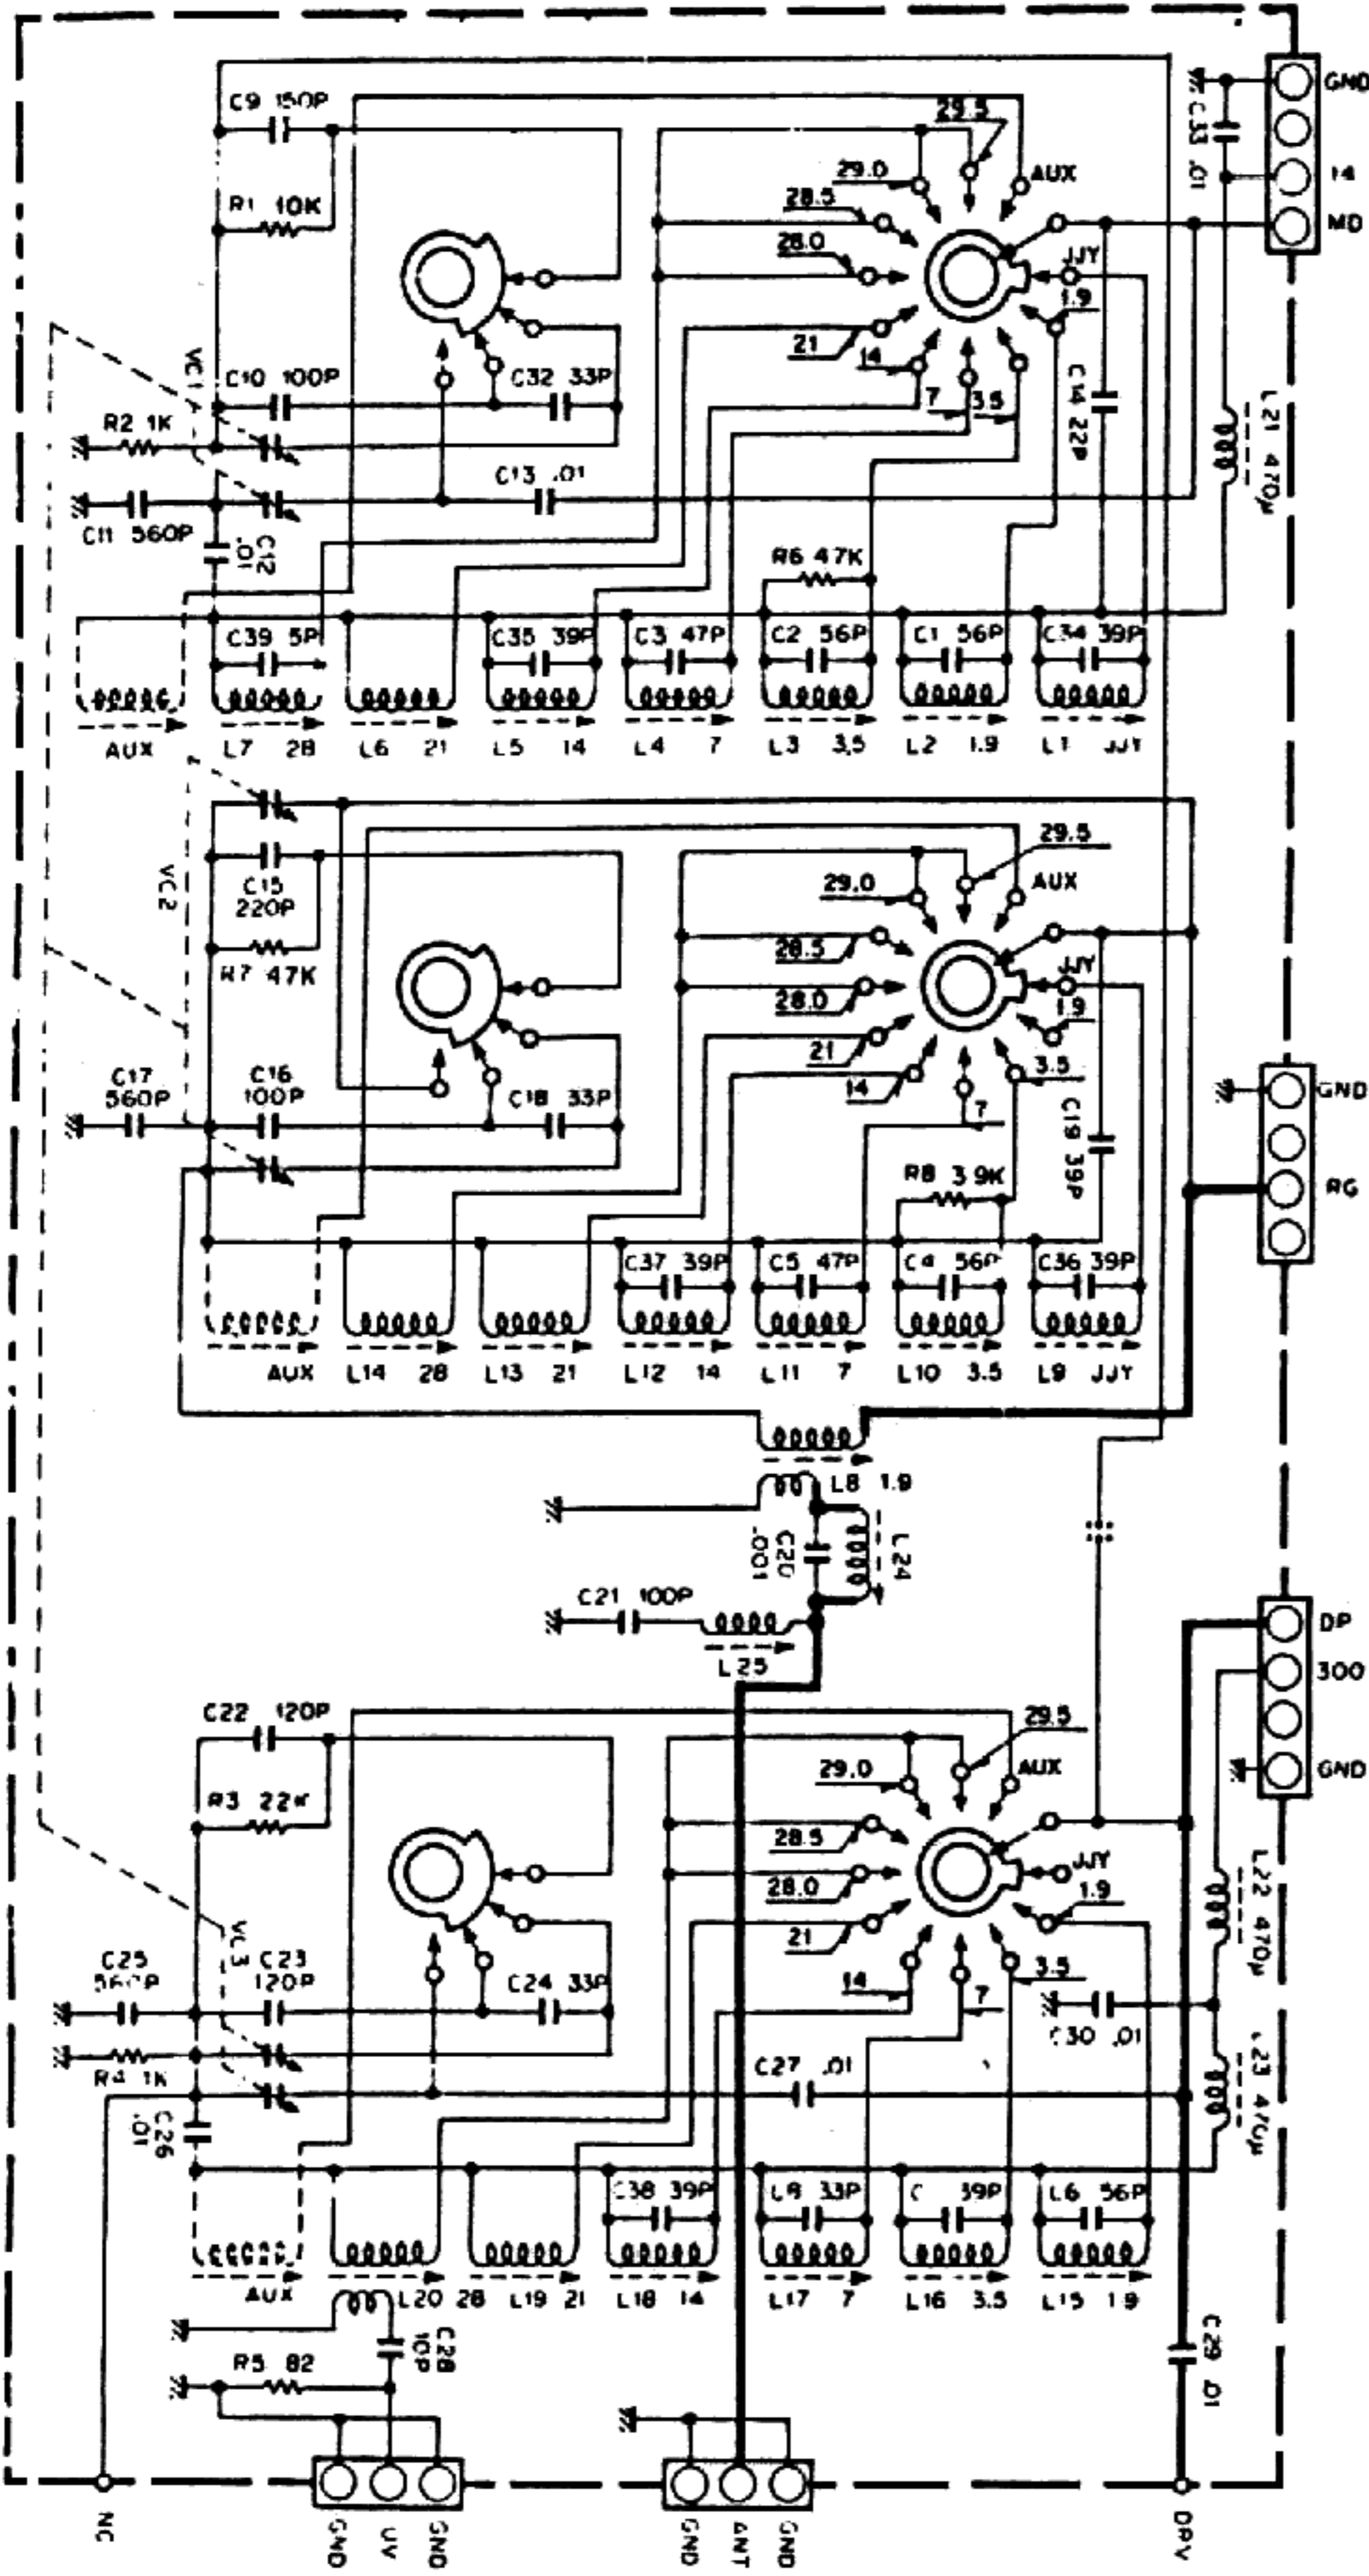 GND
14
MD
C33 .01
C9 150P
29.5
AUX
29.0
28.5
28.0
JJY
1.9
21
14
7
3.5
R1 10K
VC1
C10 100P
C32 33P
R2 1K
C14 22P
L21 470μ
C11 560P
C12 .01
C13 .01
R6 47K
C39 5P
C35 39P
C3 47P
C2 56P
C1 56P
C34 39P
AUX
L7 28
L6 21
L5 14
L4 7
L3 3.5
L2 1.9
L1 JJY
VC2
C15 220P
R7 47K
29.5
AUX
29.0
28.5
28.0
JJY
1.9
21
14
3.5
7
C17 560P
C16 100P
C18 33P
C19 39P
GND
RG
R8 3.9K
C37 39P
C5 47P
C4 56P
C36 39P
AUX
L14 28
L13 21
L12 14
L11 7
L10 3.5
L9 JJY
L8 1.9
C20 .001
L24
C21 100P
L25
DP
300
GND
C22 120P
R3 22K
29.5
AUX
29.0
28.5
28.0
JJY
1.9
21
14
3.5
7
VC3
C25
C23 120P
C24 33P
R4 1K
C26 .01
C27 .01
C30 .01
L22 470μ
L23 470μ
C38 39P
33P
39P
L6 56P
AUX
L20 28
L19 21
L18 14
L17 7
L16 3.5
L15 1.9
C28 10P
R5 82
C29 .01
GND
GND
GND
ANT
GND